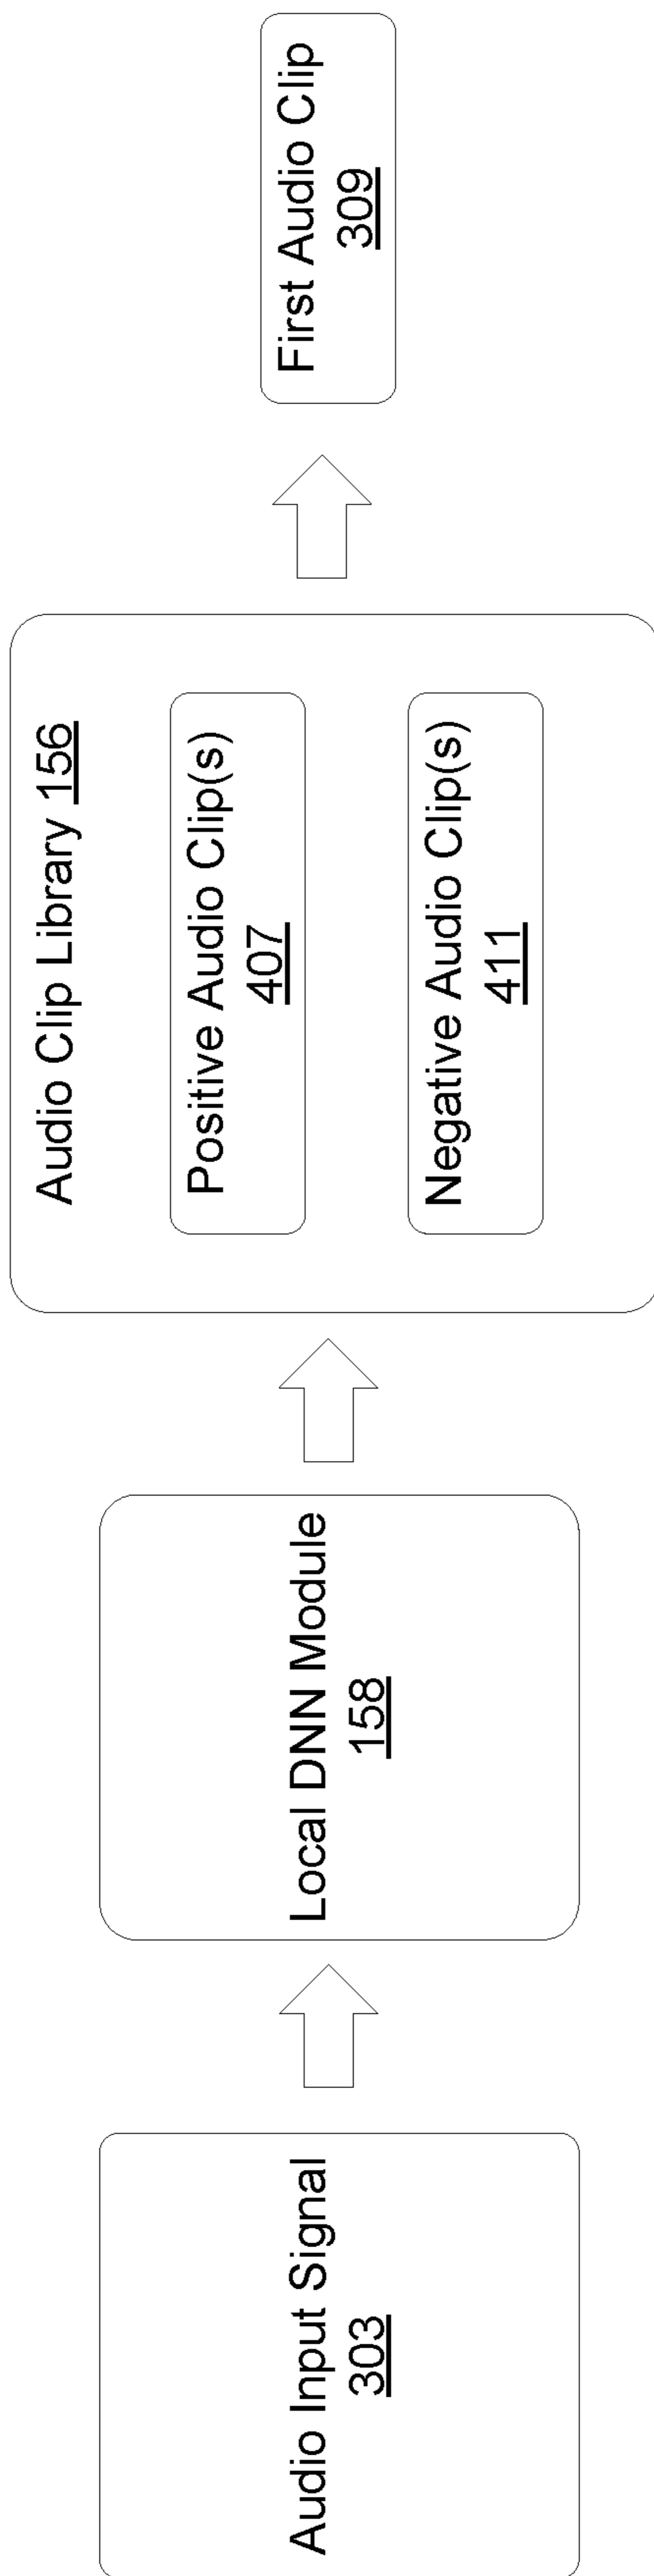 Audio Input Signal
303
Local DNN Module
158
Audio Clip Library 156
Positive Audio Clip(s)
407
Negative Audio Clip(s)
411
First Audio Clip
309